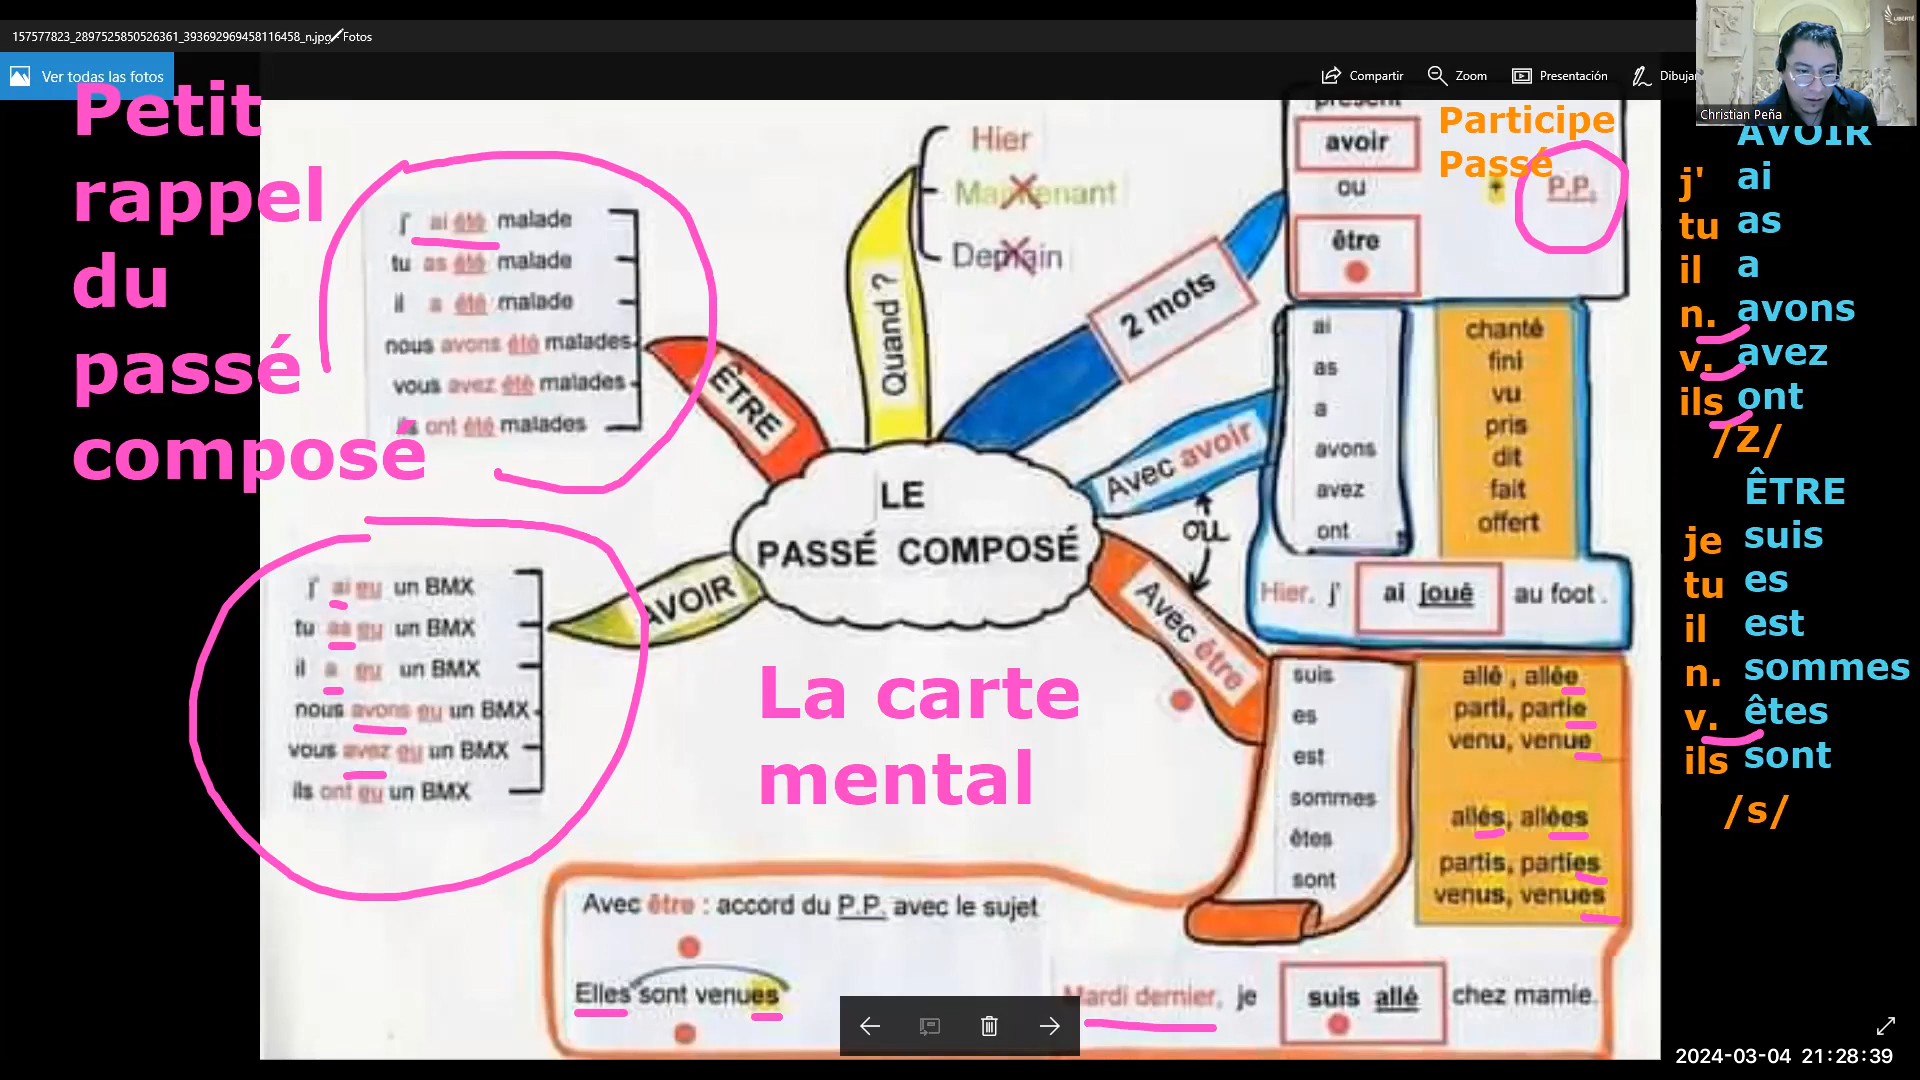 157577823_2897525850526361_393692969458116458_n.jpg Fotos
Ver todas las fotos
Compartir
Zoom
Presentación
Dibujar
LIBERTÉ
Christian Peña
Petit
rappel
du
passé
composé
j' ai été malade
tu as été malade
il a été malade
nous avons été malades
vous avez été malades
ils ont été malades
ÊTRE
Quand ?
Hier
Maintenant
Demain
2 mots
présent
avoir
ou
être
+ P.P.
Participe
Passé
LE
PASSÉ COMPOSÉ
Avec avoir
ai
as
a
avons
avez
ont
chanté
fini
vu
pris
dit
fait
offert
Hier, j' ai joué au foot .
ou
Avec être
suis
es
est
sommes
êtes
sont
allé , allée
parti, partie
venu, venue
allés, allées
partis, parties
venus, venues
AVOIR
j' ai eu un BMX
tu as eu un BMX
il a eu un BMX
nous avons eu un BMX
vous avez eu un BMX
ils ont eu un BMX
La carte
mental
Avec être : accord du P.P. avec le sujet
Elles sont venues
Mardi dernier, je suis allé chez mamie.
AVOIR
j' ai
tu as
il a
n. avons
v. avez
ils ont
/z/
ÊTRE
je suis
tu es
il est
n. sommes
v. êtes
ils sont
/s/
2024-03-04 21:28:39